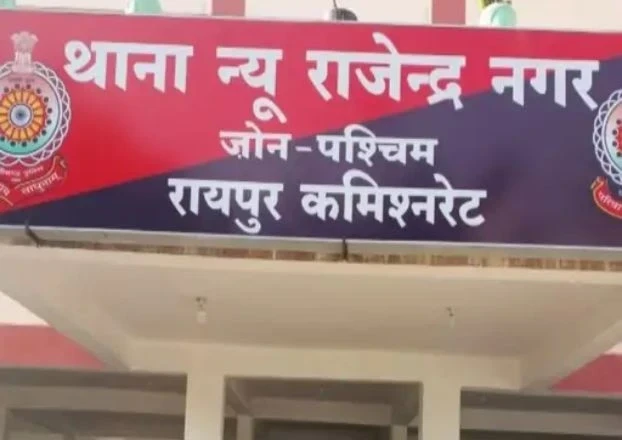 थाना न्यू राजेन्द्र नगर
ज़ोन-पश्चिम
रायपुर कमिश्नरेट